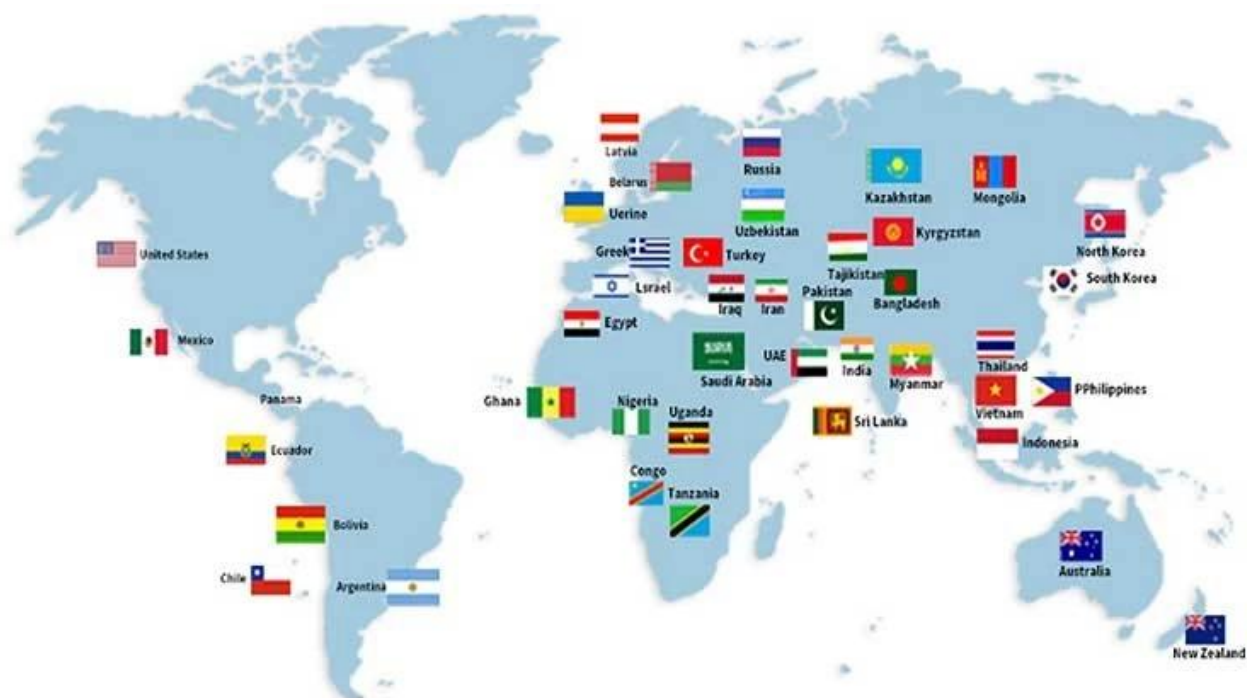 Latvia
Russia
Belarus
Kazakhstan
Mongolia
Uerine
Uzbekistan
Kyrgyzstan
North Korea
United States
Greek
Turkey
Tajikistan
South Korea
Lsrael
Iraq
Iran
Pakistan
Bangladesh
Egypt
Mexico
Saudi Arabia
UAE
India
Myanmar
Thailand
Panama
Ghana
Nigeria
Uganda
Sri Lanka
Vietnam
PPhilippines
Ecuador
Indonesia
Congo
Tanzania
Bolivia
Chile
Argentina
Australia
New Zealand